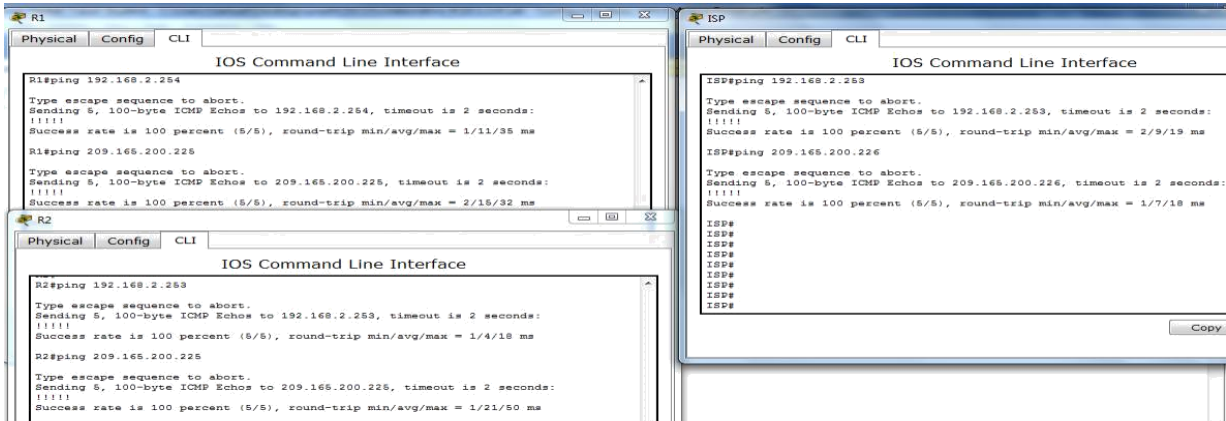 R1
Physical Config CLI
IOS Command Line Interface
R1#ping 192.168.2.254
Type escape sequence to abort.
Sending 5, 100-byte ICMP Echos to 192.168.2.254, timeout is 2 seconds:
!!!!!
Success rate is 100 percent (5/5), round-trip min/avg/max = 1/11/35 ms
R1#ping 209.165.200.225
Type escape sequence to abort.
Sending 5, 100-byte ICMP Echos to 209.165.200.225, timeout is 2 seconds:
!!!!!
Success rate is 100 percent (5/5), round-trip min/avg/max = 2/15/32 ms
R2
Physical Config CLI
IOS Command Line Interface
R2#ping 192.168.2.253
Type escape sequence to abort.
Sending 5, 100-byte ICMP Echos to 192.168.2.253, timeout is 2 seconds:
!!!!!
Success rate is 100 percent (5/5), round-trip min/avg/max = 1/4/18 ms
R2#ping 209.165.200.225
Type escape sequence to abort.
Sending 5, 100-byte ICMP Echos to 209.165.200.225, timeout is 2 seconds:
!!!!!
Success rate is 100 percent (5/5), round-trip min/avg/max = 1/21/50 ms
ISP
Physical Config CLI
IOS Command Line Interface
ISP#ping 192.168.2.253
Type escape sequence to abort.
Sending 5, 100-byte ICMP Echos to 192.168.2.253, timeout is 2 seconds:
!!!!!
Success rate is 100 percent (5/5), round-trip min/avg/max = 2/9/19 ms
ISP#ping 209.165.200.226
Type escape sequence to abort.
Sending 5, 100-byte ICMP Echos to 209.165.200.226, timeout is 2 seconds:
!!!!!
Success rate is 100 percent (5/5), round-trip min/avg/max = 1/7/18 ms
ISP#
ISP#
ISP#
ISP#
ISP#
ISP#
ISP#
ISP#
ISP#
Copy